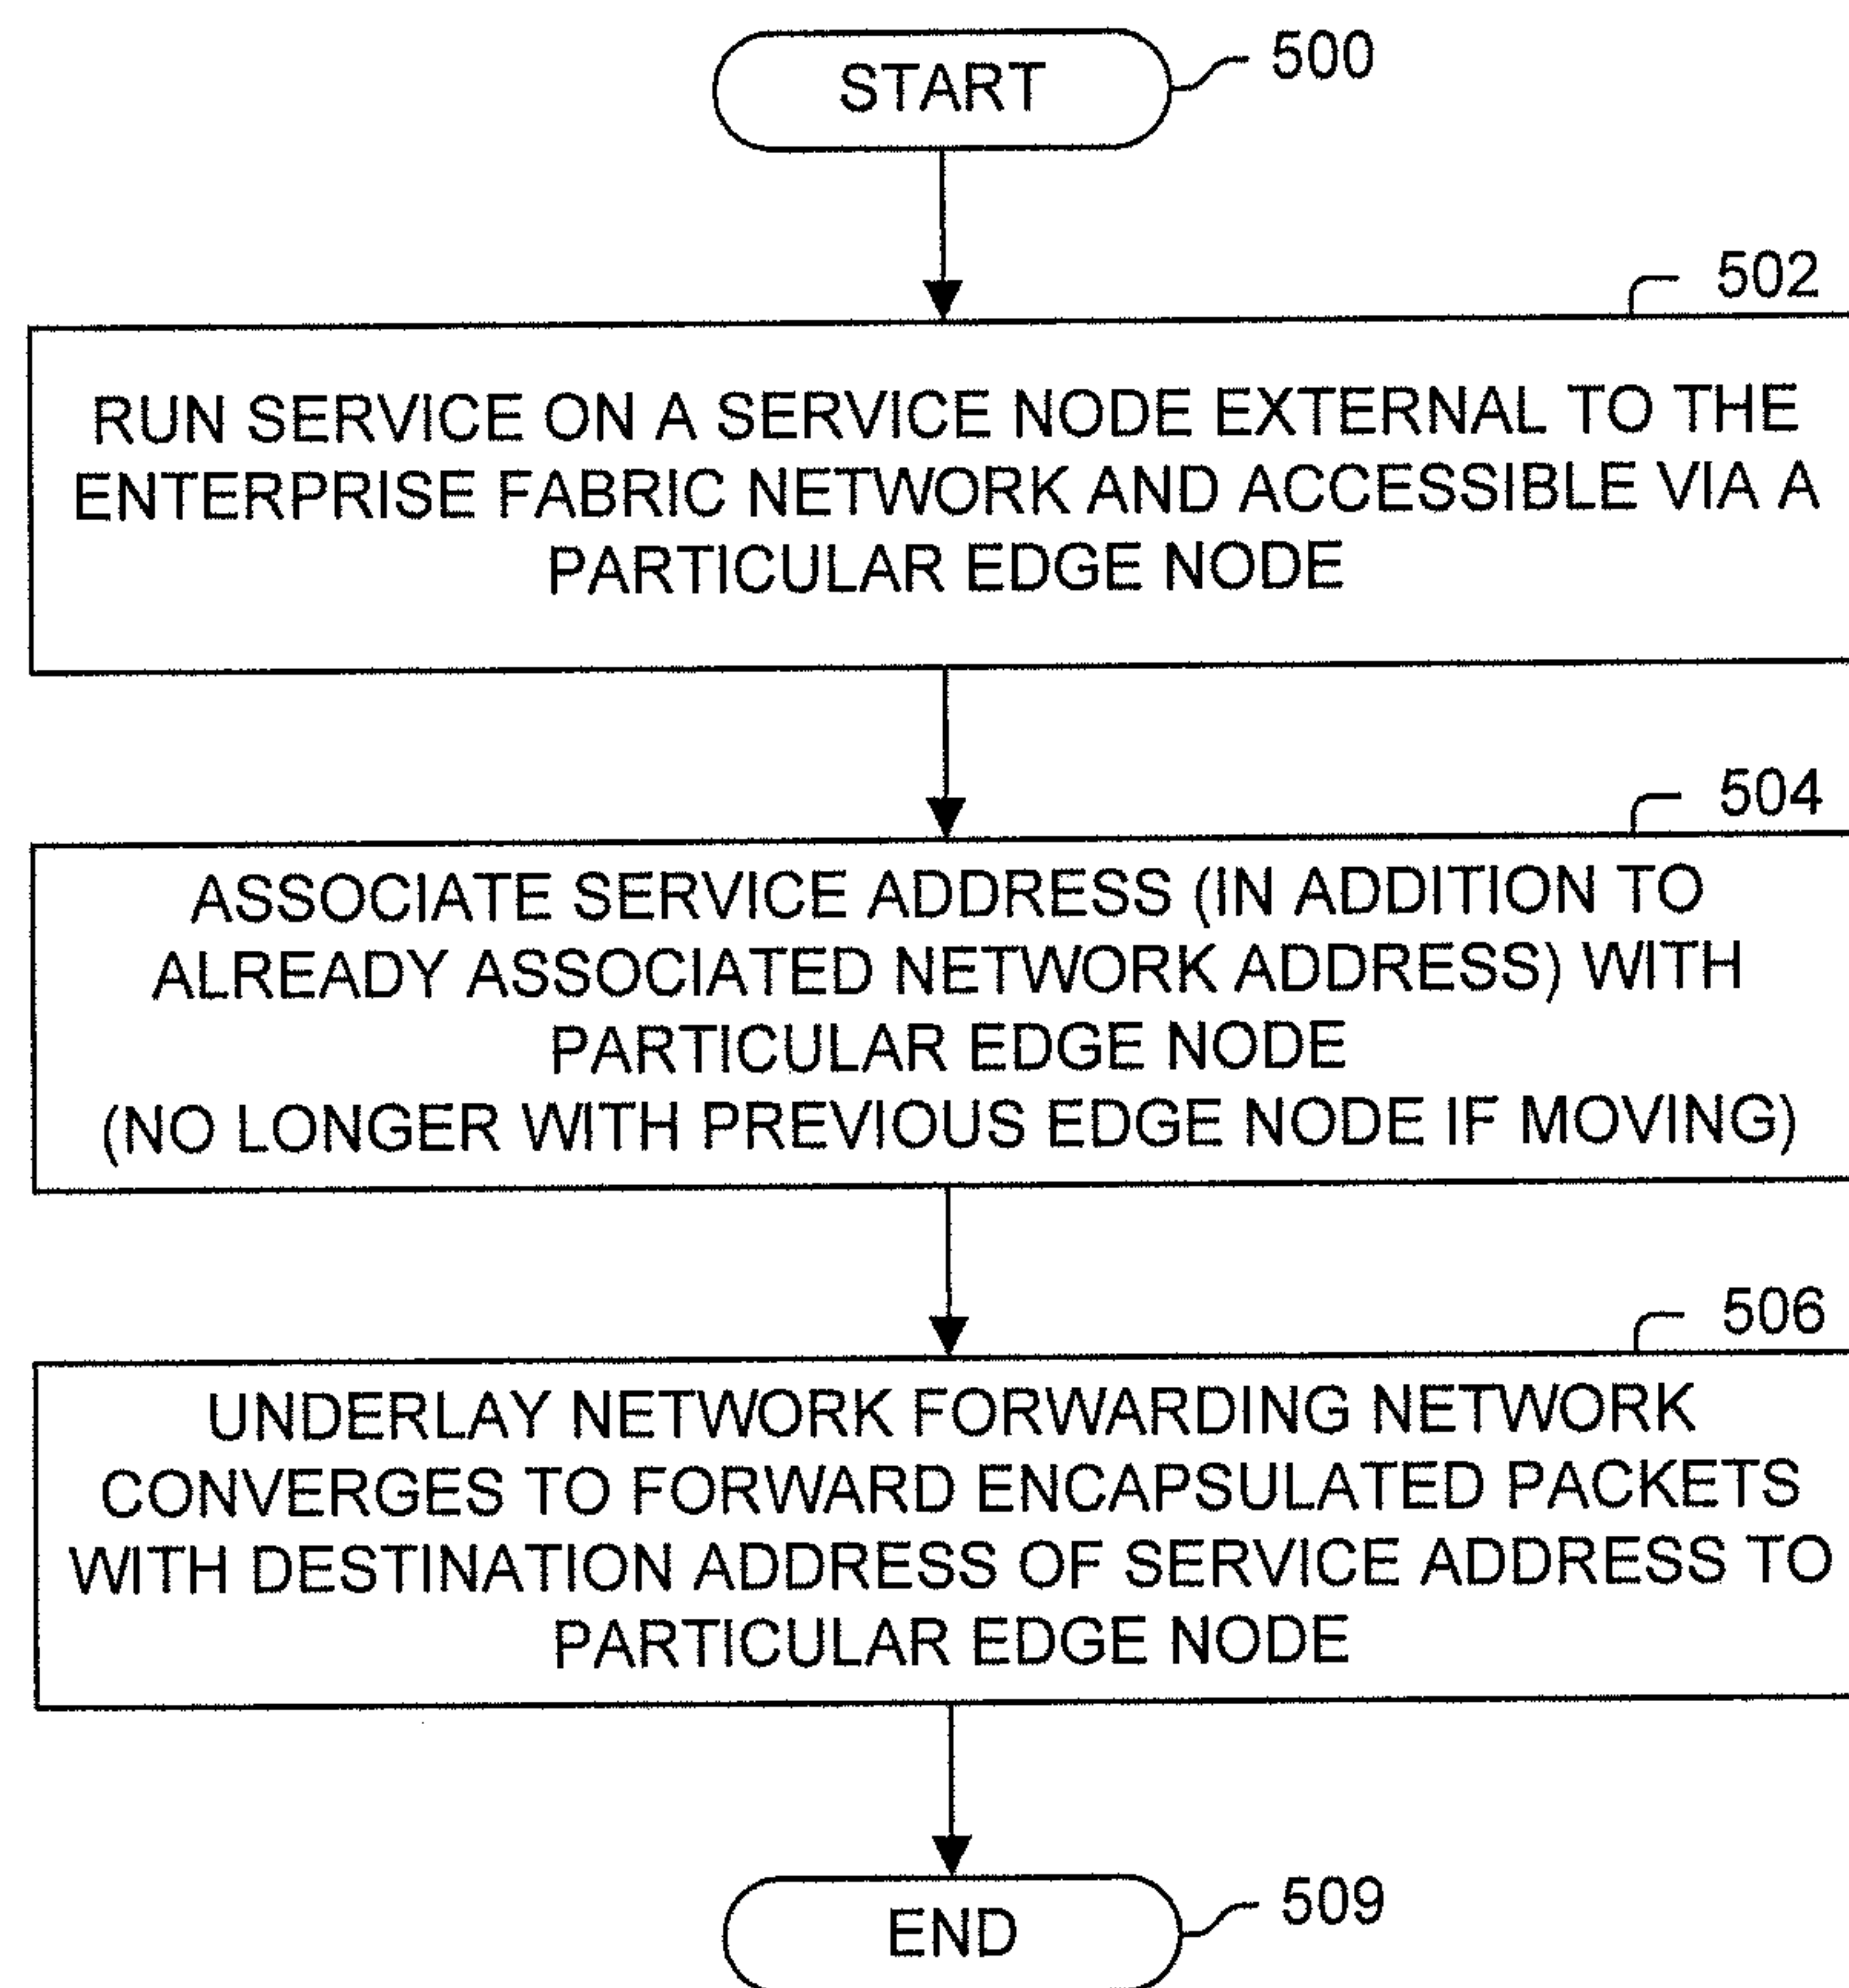 START
500
502
RUN SERVICE ON A SERVICE NODE EXTERNAL TO THE
ENTERPRISE FABRIC NETWORK AND ACCESSIBLE VIA A
PARTICULAR EDGE NODE
504
ASSOCIATE SERVICE ADDRESS (IN ADDITION TO
ALREADY ASSOCIATED NETWORK ADDRESS) WITH
PARTICULAR EDGE NODE
(NO LONGER WITH PREVIOUS EDGE NODE IF MOVING)
506
UNDERLAY NETWORK FORWARDING NETWORK
CONVERGES TO FORWARD ENCAPSULATED PACKETS
WITH DESTINATION ADDRESS OF SERVICE ADDRESS TO
PARTICULAR EDGE NODE
END
509